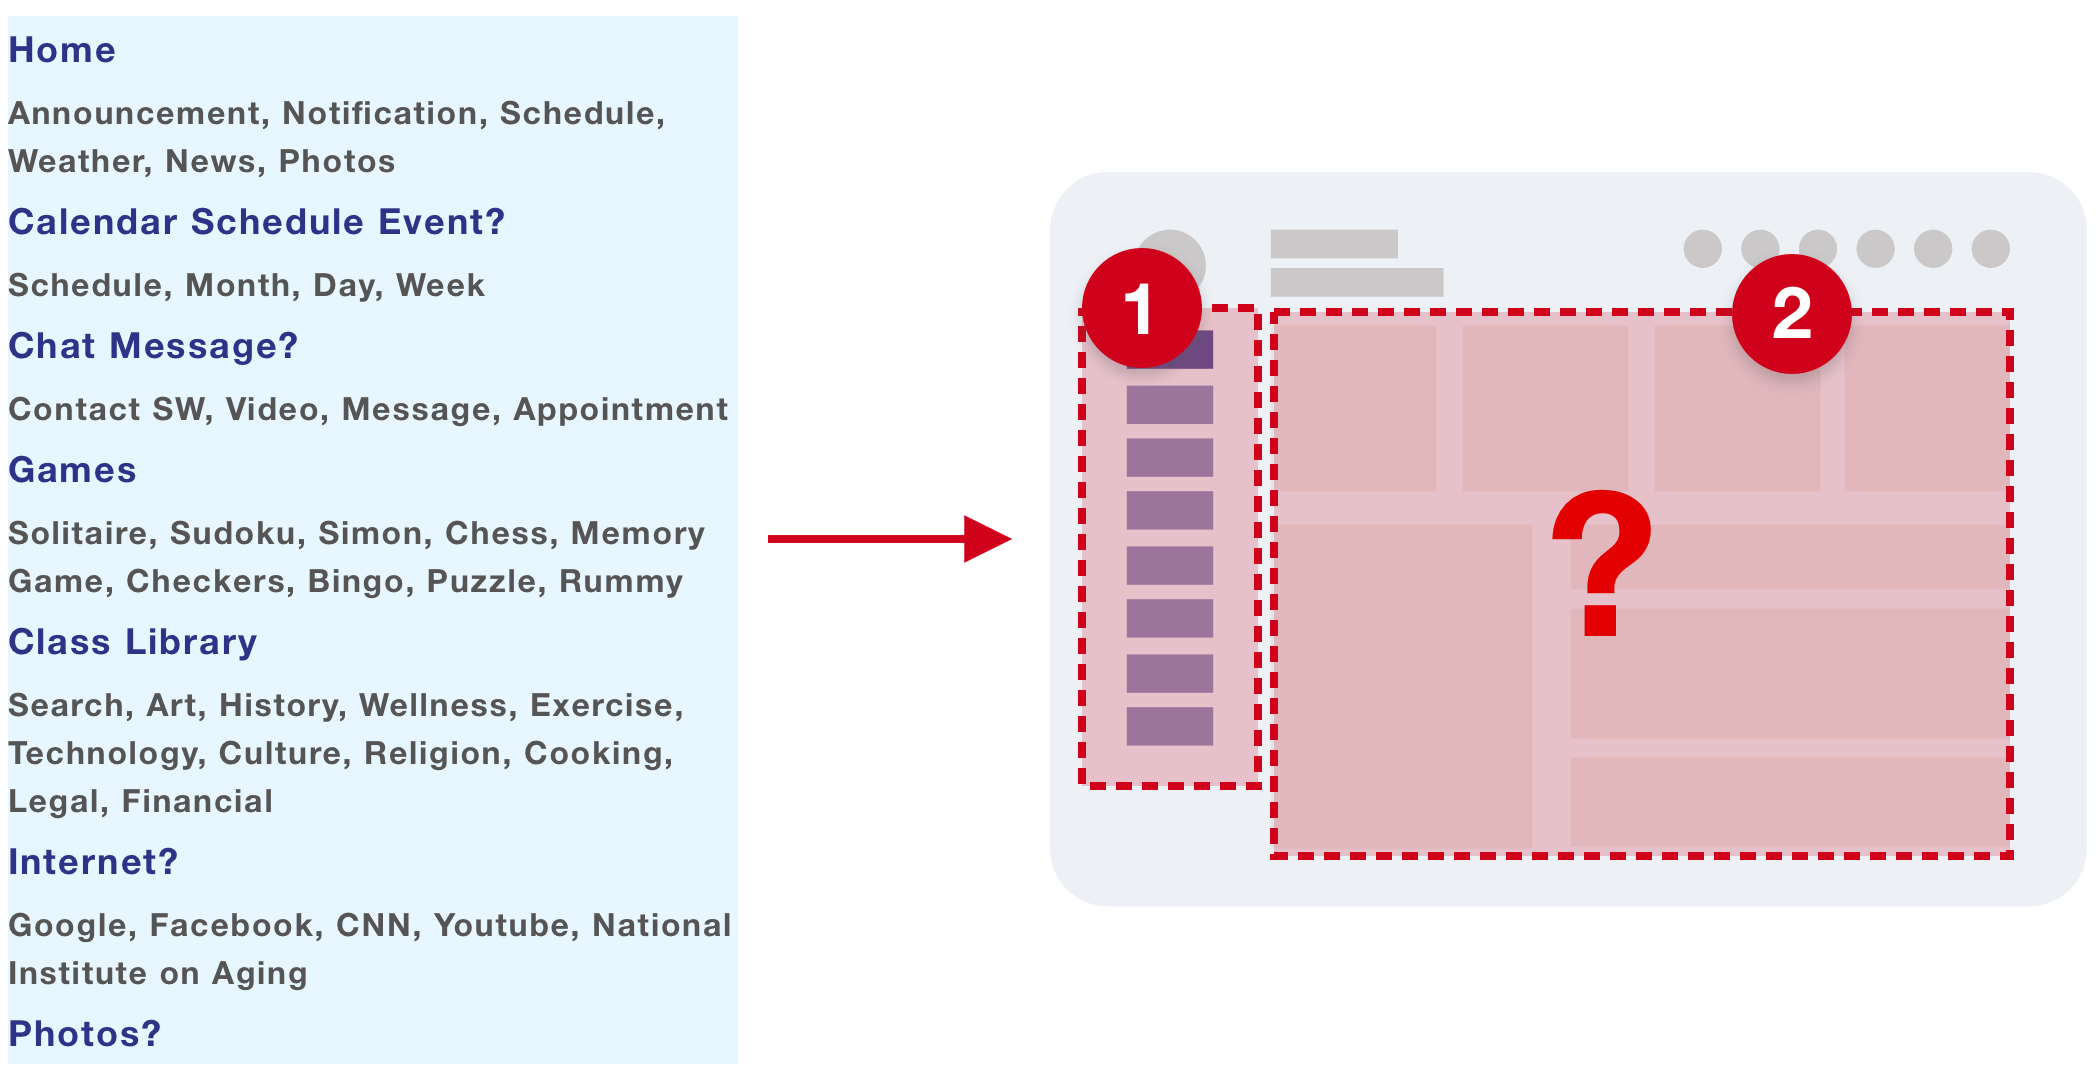 Home
Announcement, Notification, Schedule,
Weather, News, Photos
Calendar Schedule Event?
Schedule, Month, Day, Week
Chat Message?
Contact SW, Video, Message, Appointment
Games
Solitaire, Sudoku, Simon, Chess, Memory
Game, Checkers, Bingo, Puzzle, Rummy
Class Library
Search, Art, History, Wellness, Exercise,
Technology, Culture, Religion, Cooking,
Legal, Financial
Internet?
Google, Facebook, CNN, Youtube, National
Institute on Aging
Photos?
1
2
?